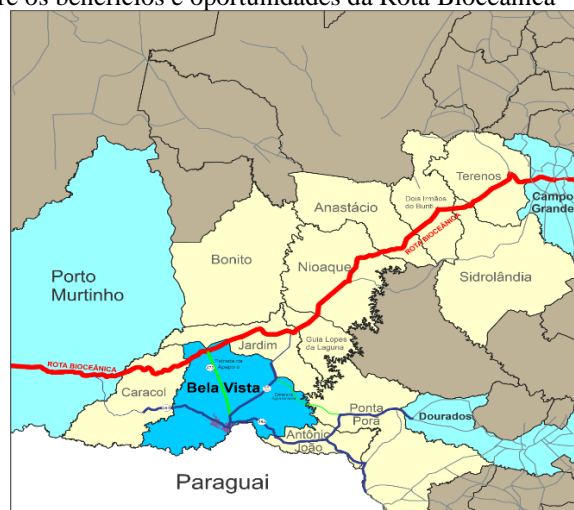 re os benefícios e oportunidades da Rota Bioceânica
Terenos
Campo
Grande
Dois Irmãos
do Buriti
Anastácio
ROTA BIOCEÂNICA
Bonito
Nioaque
Sidrolândia
Porto
Murtinho
Jardim
Guia Lopes
da Laguna
ROTA BIOCEÂNICA
Caracol
Bela Vista
Ponta
Porã
Dourados
Antônio
João
Paraguai